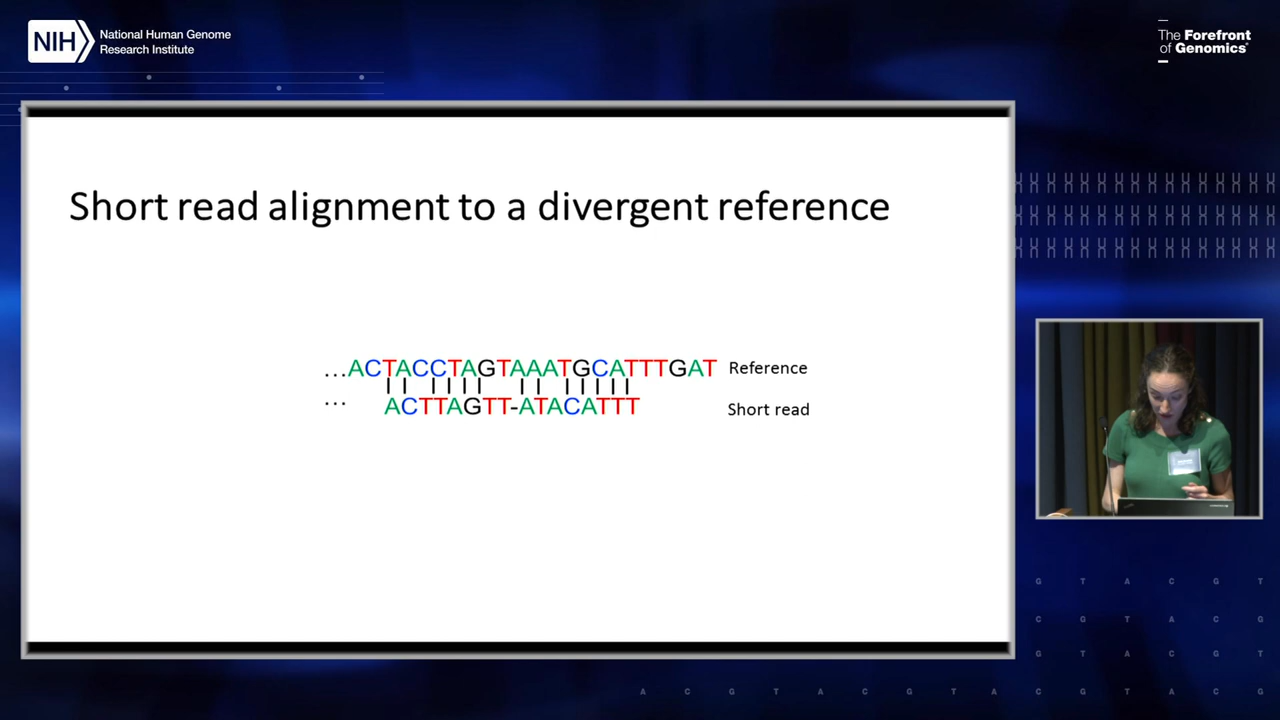 NIH
National Human Genome
Research Institute
The Forefront
of Genomics®
Short read alignment to a divergent reference
...ACTACCTAGTAAATGCATTTGAT Reference
... ACTTAGTT-ATACATTT Short read
G T A C G T
C G T A C G
G T A C G T
A C G T A C G T A C G T A C G